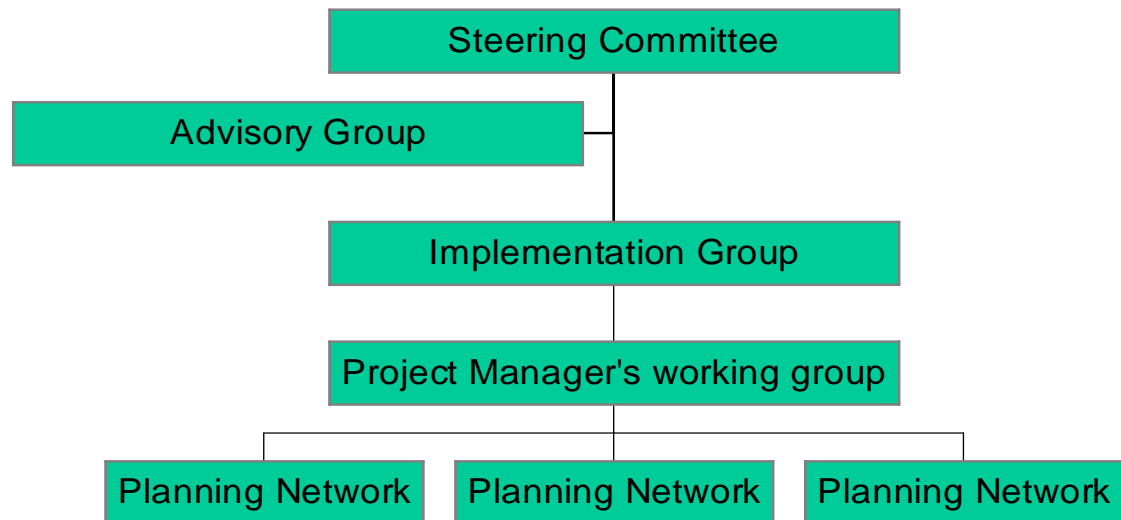 Steering Committee
Advisory Group
Implementation Group
Project Manager's working group
Planning Network
Planning Network
Planning Network